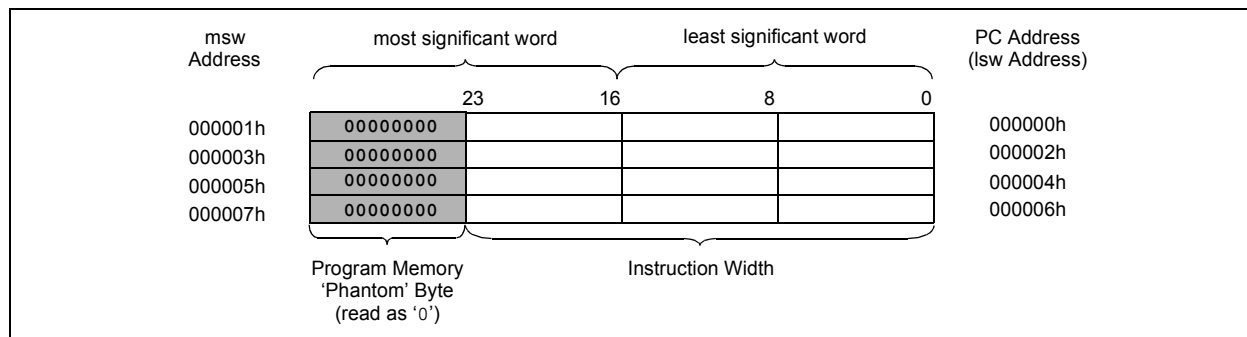 msw most significant word least significant word PC Address
Address (lsw Address)
23 16 8 0
000001h 00000000 000000h
000003h 00000000 000002h
000005h 00000000 000004h
000007h 00000000 000006h
Program Memory Instruction Width
‘Phantom’ Byte
(read as ‘0’)